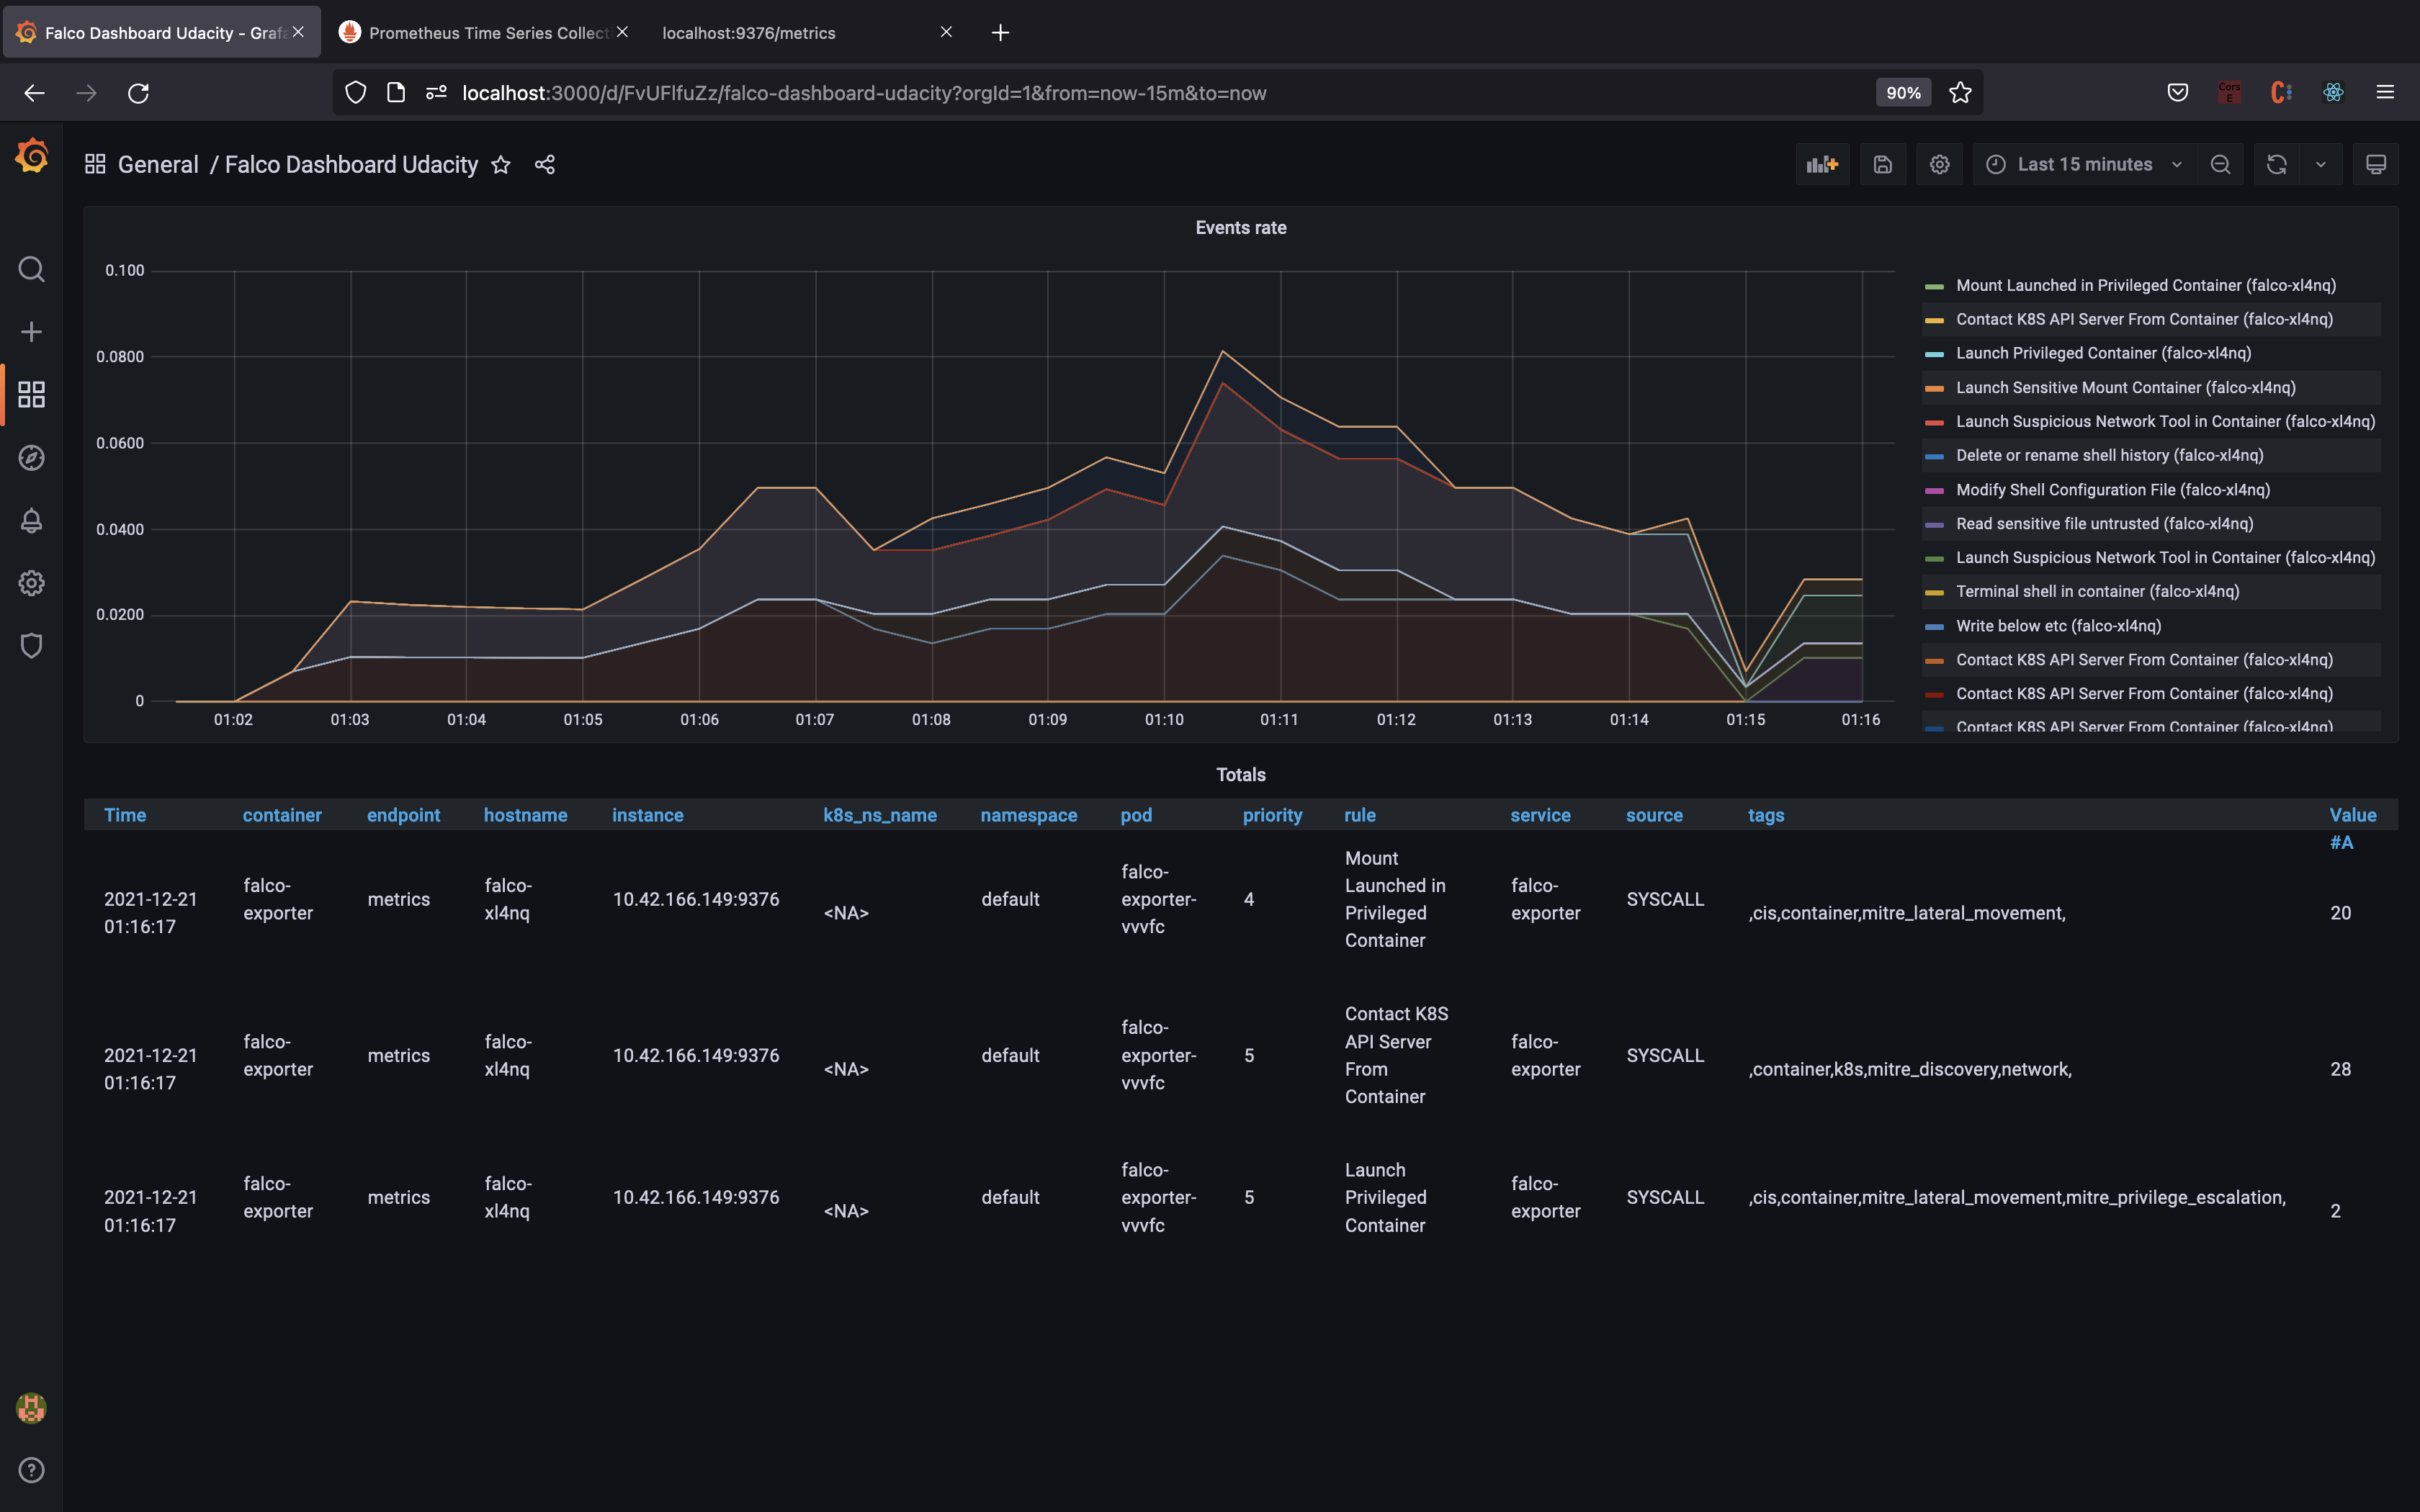 Falco Dashboard Udacity - Grafa
Prometheus Time Series Collect
localhost:9376/metrics
localhost:3000/d/FvUFlfuZz/falco-dashboard-udacity?orgId=1&from=now-15m&to=now
90%
Cors
E
General / Falco Dashboard Udacity
Last 15 minutes
Events rate
0.100
0.0800
0.0600
0.0400
0.0200
0
01:02 01:03 01:04 01:05 01:06 01:07 01:08 01:09 01:10 01:11 01:12 01:13 01:14 01:15 01:16
Mount Launched in Privileged Container (falco-xl4nq)
Contact K8S API Server From Container (falco-xl4nq)
Launch Privileged Container (falco-xl4nq)
Launch Sensitive Mount Container (falco-xl4nq)
Launch Suspicious Network Tool in Container (falco-xl4nq)
Delete or rename shell history (falco-xl4nq)
Modify Shell Configuration File (falco-xl4nq)
Read sensitive file untrusted (falco-xl4nq)
Launch Suspicious Network Tool in Container (falco-xl4nq)
Terminal shell in container (falco-xl4nq)
Write below etc (falco-xl4nq)
Contact K8S API Server From Container (falco-xl4nq)
Contact K8S API Server From Container (falco-xl4nq)
Contact K8S API Server From Container (falco-xl4nq)
Totals
Time container endpoint hostname instance k8s_ns_name namespace pod priority rule service source tags Value
#A
2021-12-21
01:16:17
falco-
exporter
metrics
falco-
xl4nq
10.42.166.149:9376
<NA>
default
falco-
exporter-
vvvfc
4
Mount
Launched in
Privileged
Container
falco-
exporter
SYSCALL
,cis,container,mitre_lateral_movement,
20
2021-12-21
01:16:17
falco-
exporter
metrics
falco-
xl4nq
10.42.166.149:9376
<NA>
default
falco-
exporter-
vvvfc
5
Contact K8S
API Server
From
Container
falco-
exporter
SYSCALL
,container,k8s,mitre_discovery,network,
28
2021-12-21
01:16:17
falco-
exporter
metrics
falco-
xl4nq
10.42.166.149:9376
<NA>
default
falco-
exporter-
vvvfc
5
Launch
Privileged
Container
falco-
exporter
SYSCALL
,cis,container,mitre_lateral_movement,mitre_privilege_escalation,
2